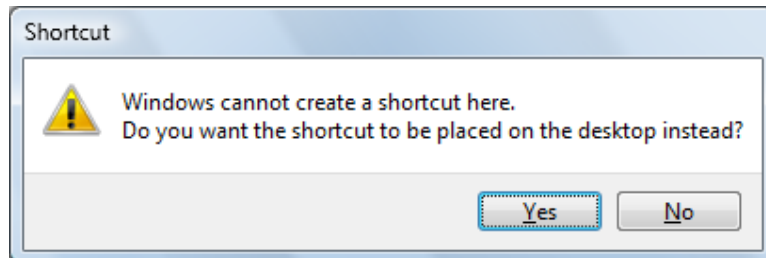 Shortcut
Windows cannot create a shortcut here.
Do you want the shortcut to be placed on the desktop instead?
Yes
No